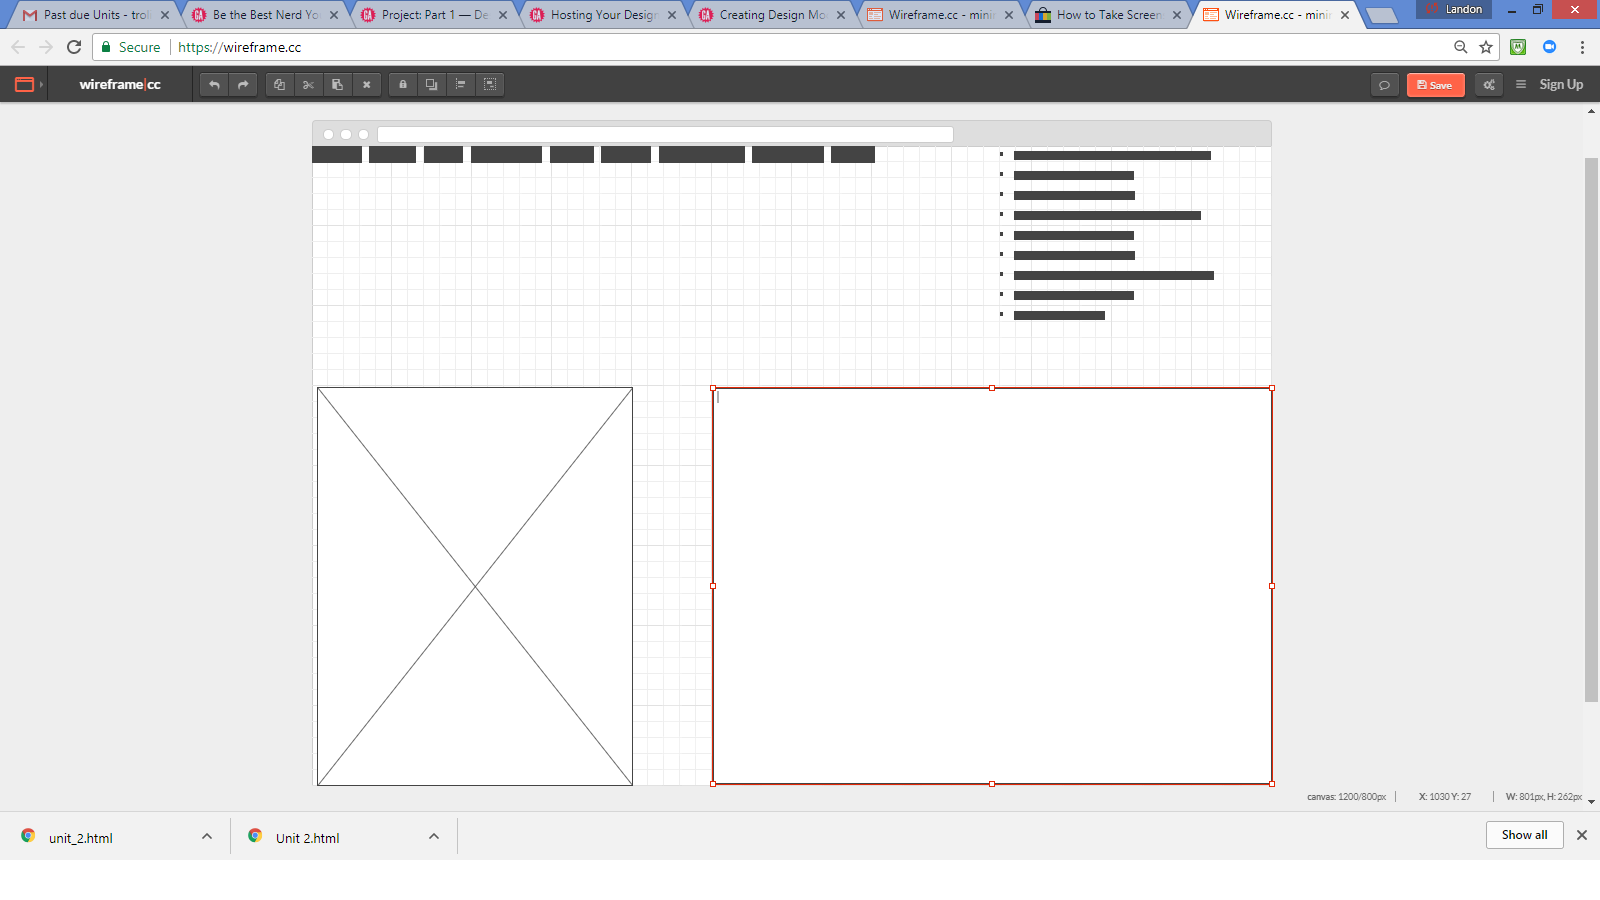 Past due Units - troli
Be the Best Nerd Yo
Project: Part 1 — De
Hosting Your Design
Creating Design Mo
Wireframe.cc - mini
How to Take Screen
Wireframe.cc - mini
Landon
Secure
https://wireframe.cc
wireframe|cc
Save
Sign Up
canvas: 1200/800px
X: 1030 Y: 27
W: 801px, H: 262px
unit_2.html
Unit 2.html
Show all